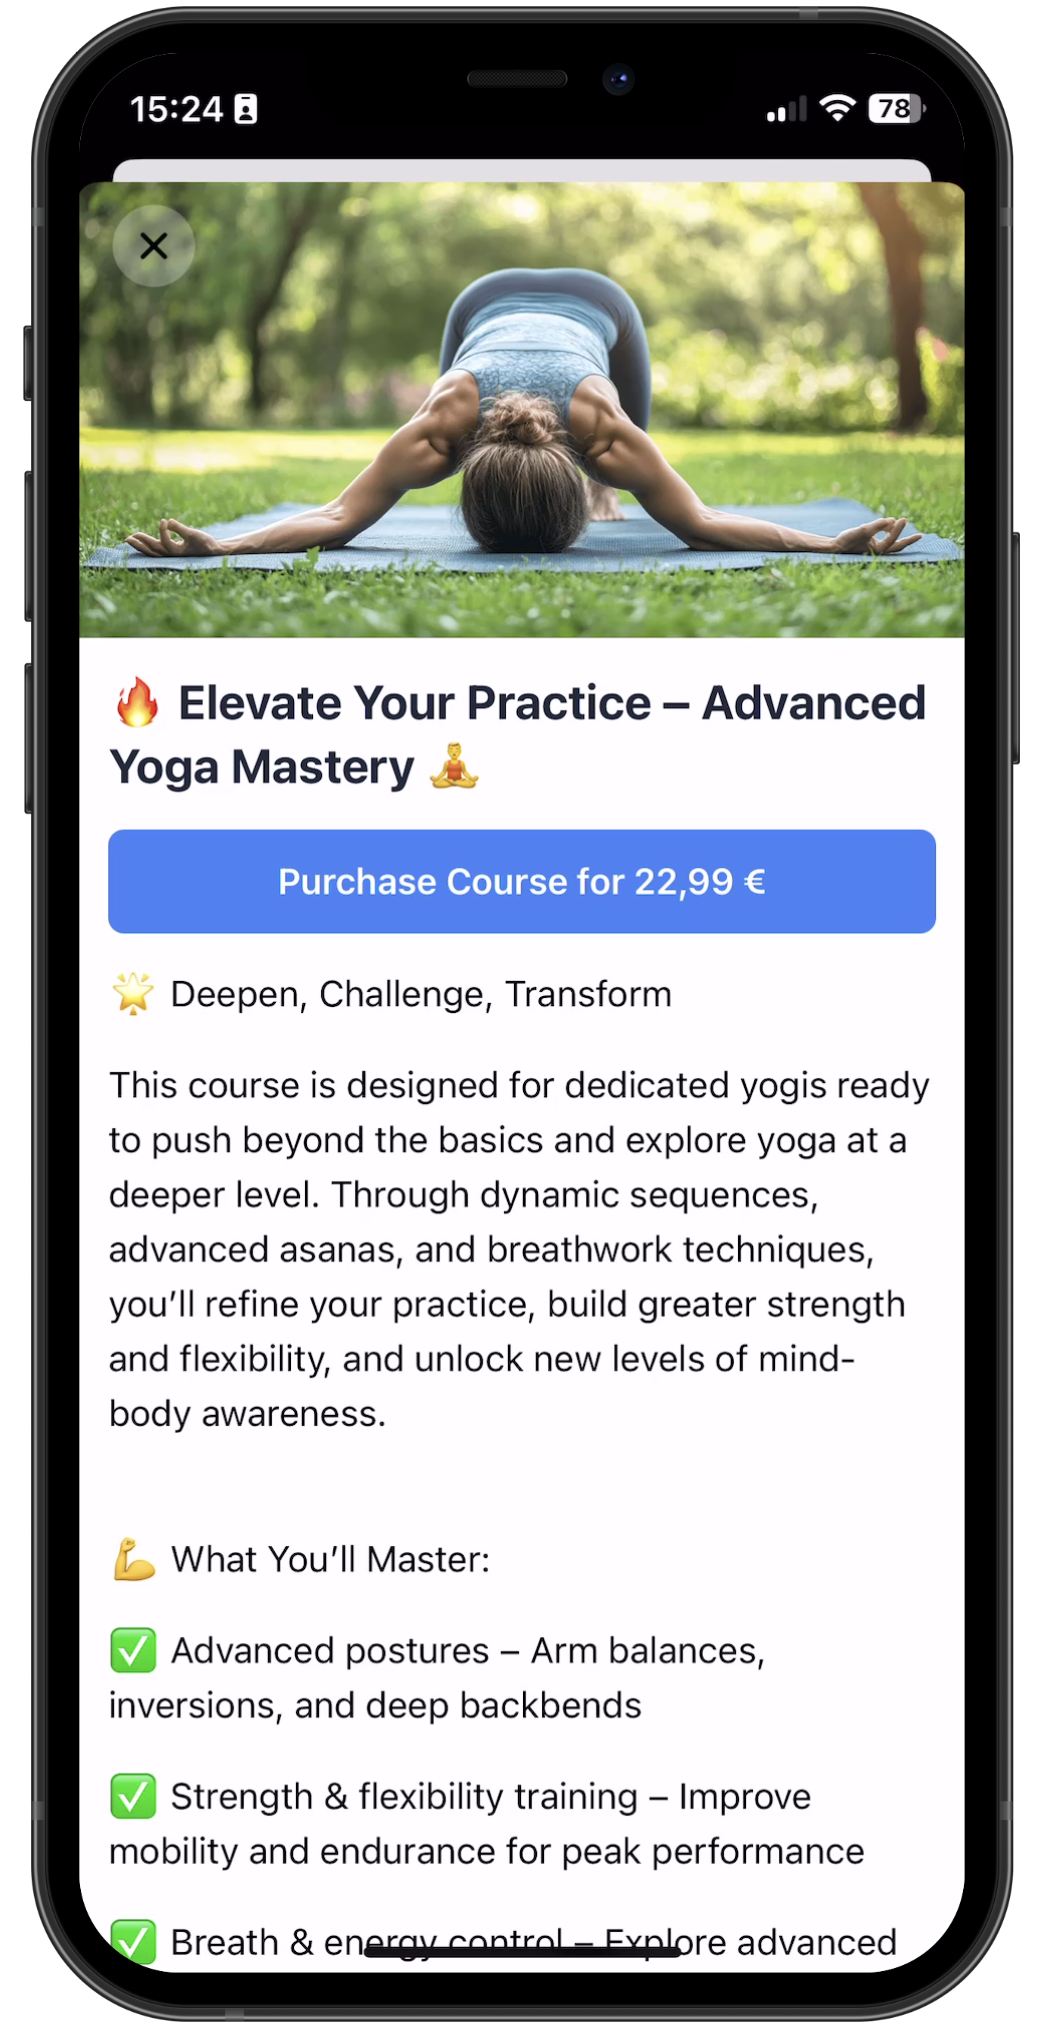 15:24
78
🔥 Elevate Your Practice – Advanced
Yoga Mastery 🧘
Purchase Course for 22,99 €
🌟 Deepen, Challenge, Transform
This course is designed for dedicated yogis ready
to push beyond the basics and explore yoga at a
deeper level. Through dynamic sequences,
advanced asanas, and breathwork techniques,
you’ll refine your practice, build greater strength
and flexibility, and unlock new levels of mind-
body awareness.
💪 What You’ll Master:
✅ Advanced postures – Arm balances,
inversions, and deep backbends
✅ Strength & flexibility training – Improve
mobility and endurance for peak performance
✅ Breath & energy control – Explore advanced